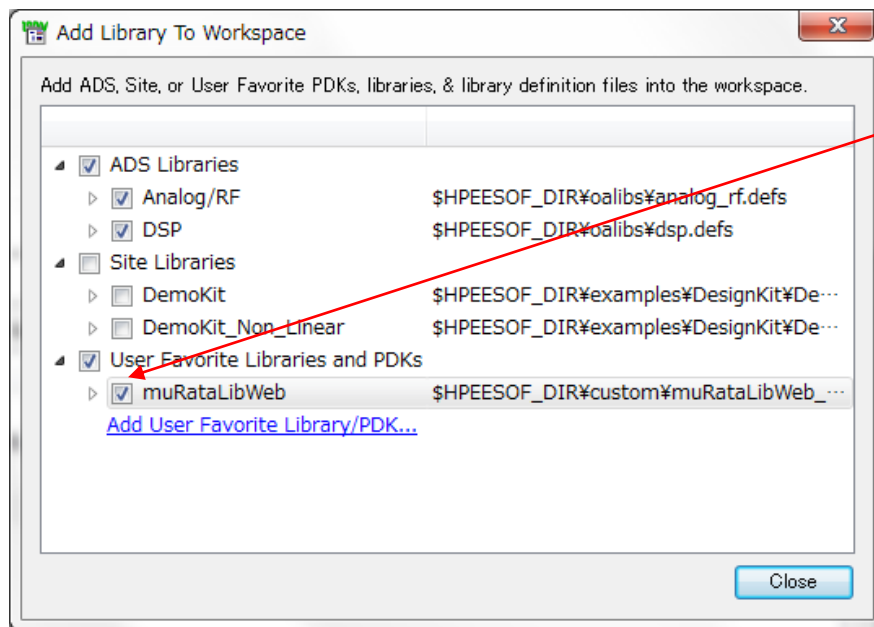 Add Library To Workspace
Add ADS, Site, or User Favorite PDKs, libraries, & library definition files into the workspace.
ADS Libraries
Analog/RF $HPEESOF_DIR¥oalibs¥analog_rf.defs
DSP $HPEESOF_DIR¥oalibs¥dsp.defs
Site Libraries
DemoKit $HPEESOF_DIR¥examples¥DesignKit¥De···
DemoKit_Non_Linear $HPEESOF_DIR¥examples¥DesignKit¥De···
User Favorite Libraries and PDKs
muRataLibWeb $HPEESOF_DIR¥custom¥muRataLibWeb_···
Add User Favorite Library/PDK...
Close